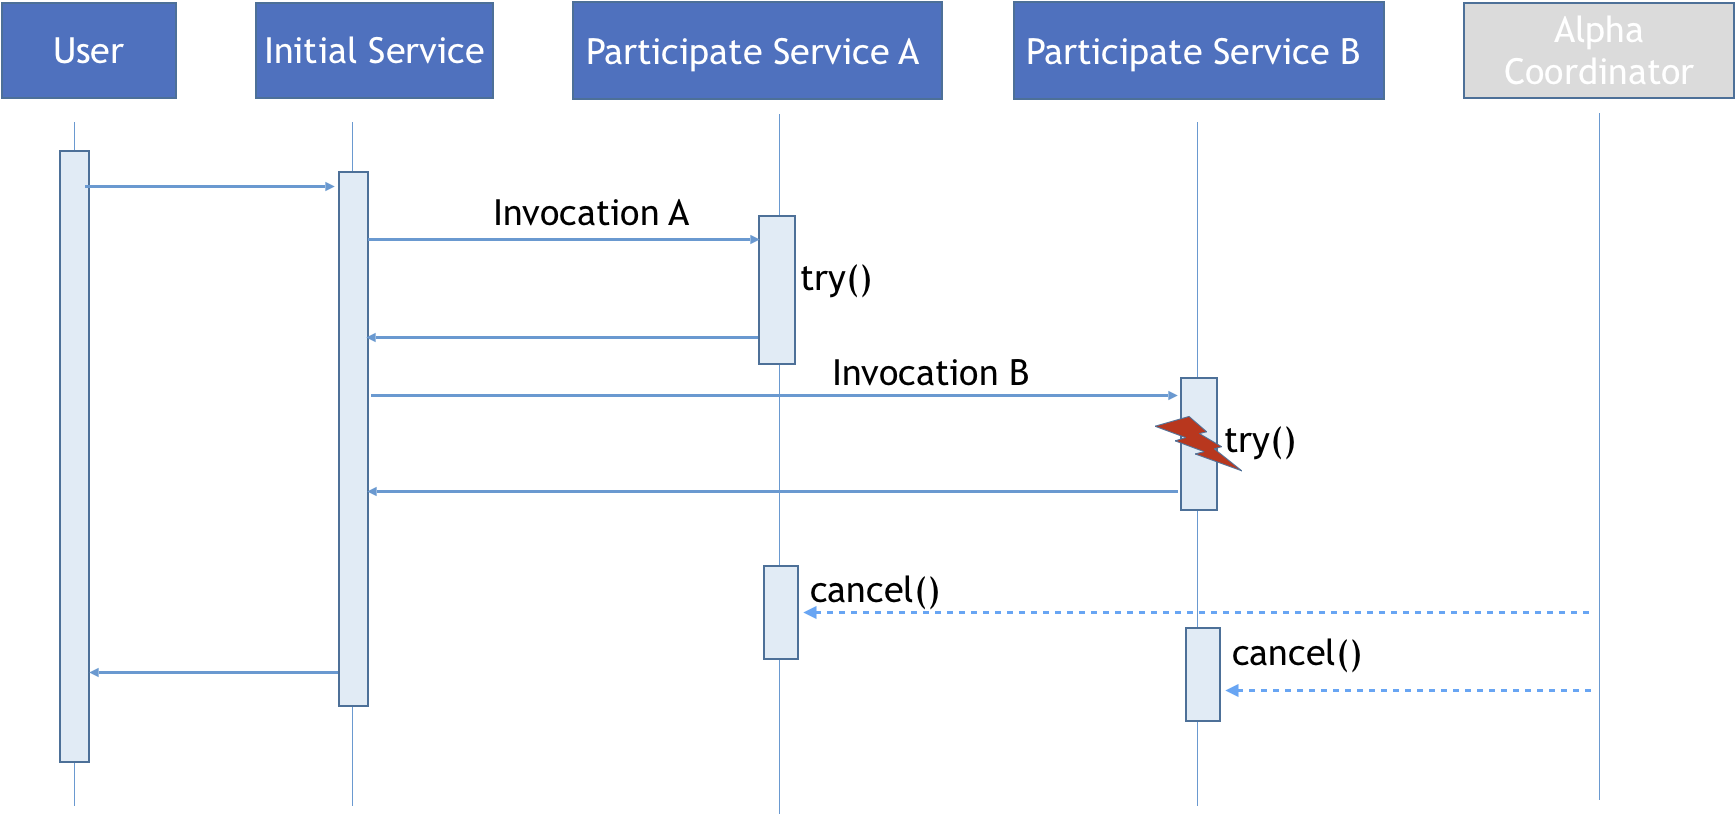 User
Initial Service
Participate Service A
Participate Service B
Alpha
Coordinator
Invocation A
try()
Invocation B
try()
cancel()
cancel()